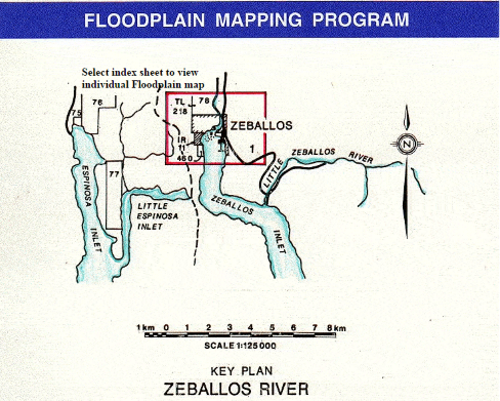 FLOODPLAIN MAPPING PROGRAM
Select index sheet to view
individual Floodplain map
75
76
TL
218
76
ZEBALLOS
1
IR
11
460
77
ESPINOSA
INLET
LITTLE
ESPINOSA
INLET
ZEBALLOS
INLET
LITTLE
ZEBALLOS RIVER
N
1 km 0 1 2 3 4 5 6 7 8 km
SCALE 1:125 000
KEY PLAN
ZEBALLOS RIVER